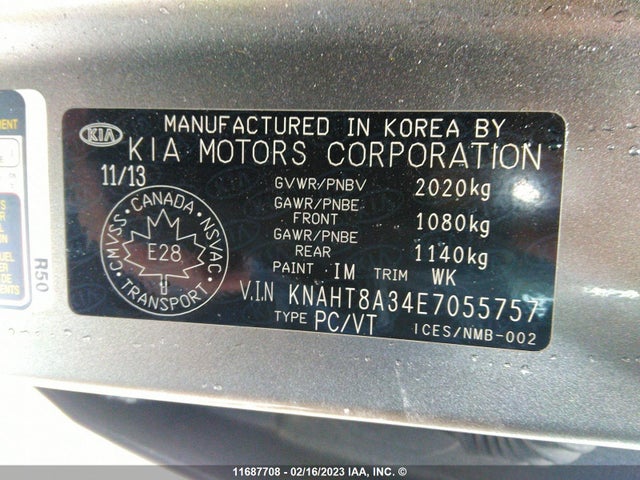 MANUFACTURED IN KOREA BY
KIA
KIA MOTORS CORPORATION
11/13
GVWR/PNBV 2020kg
GAWR/PNBE FRONT 1080kg
GAWR/PNBE REAR 1140kg
PAINT IM TRIM WK
V.I.N KNAHT8A34E7055757
TYPE PC/VT ICES/NMB-002
CANADA
NSVAC
TRANSPORT
CMVSS
E28
R50
11687708 - 02/16/2023 IAA, INC. ©